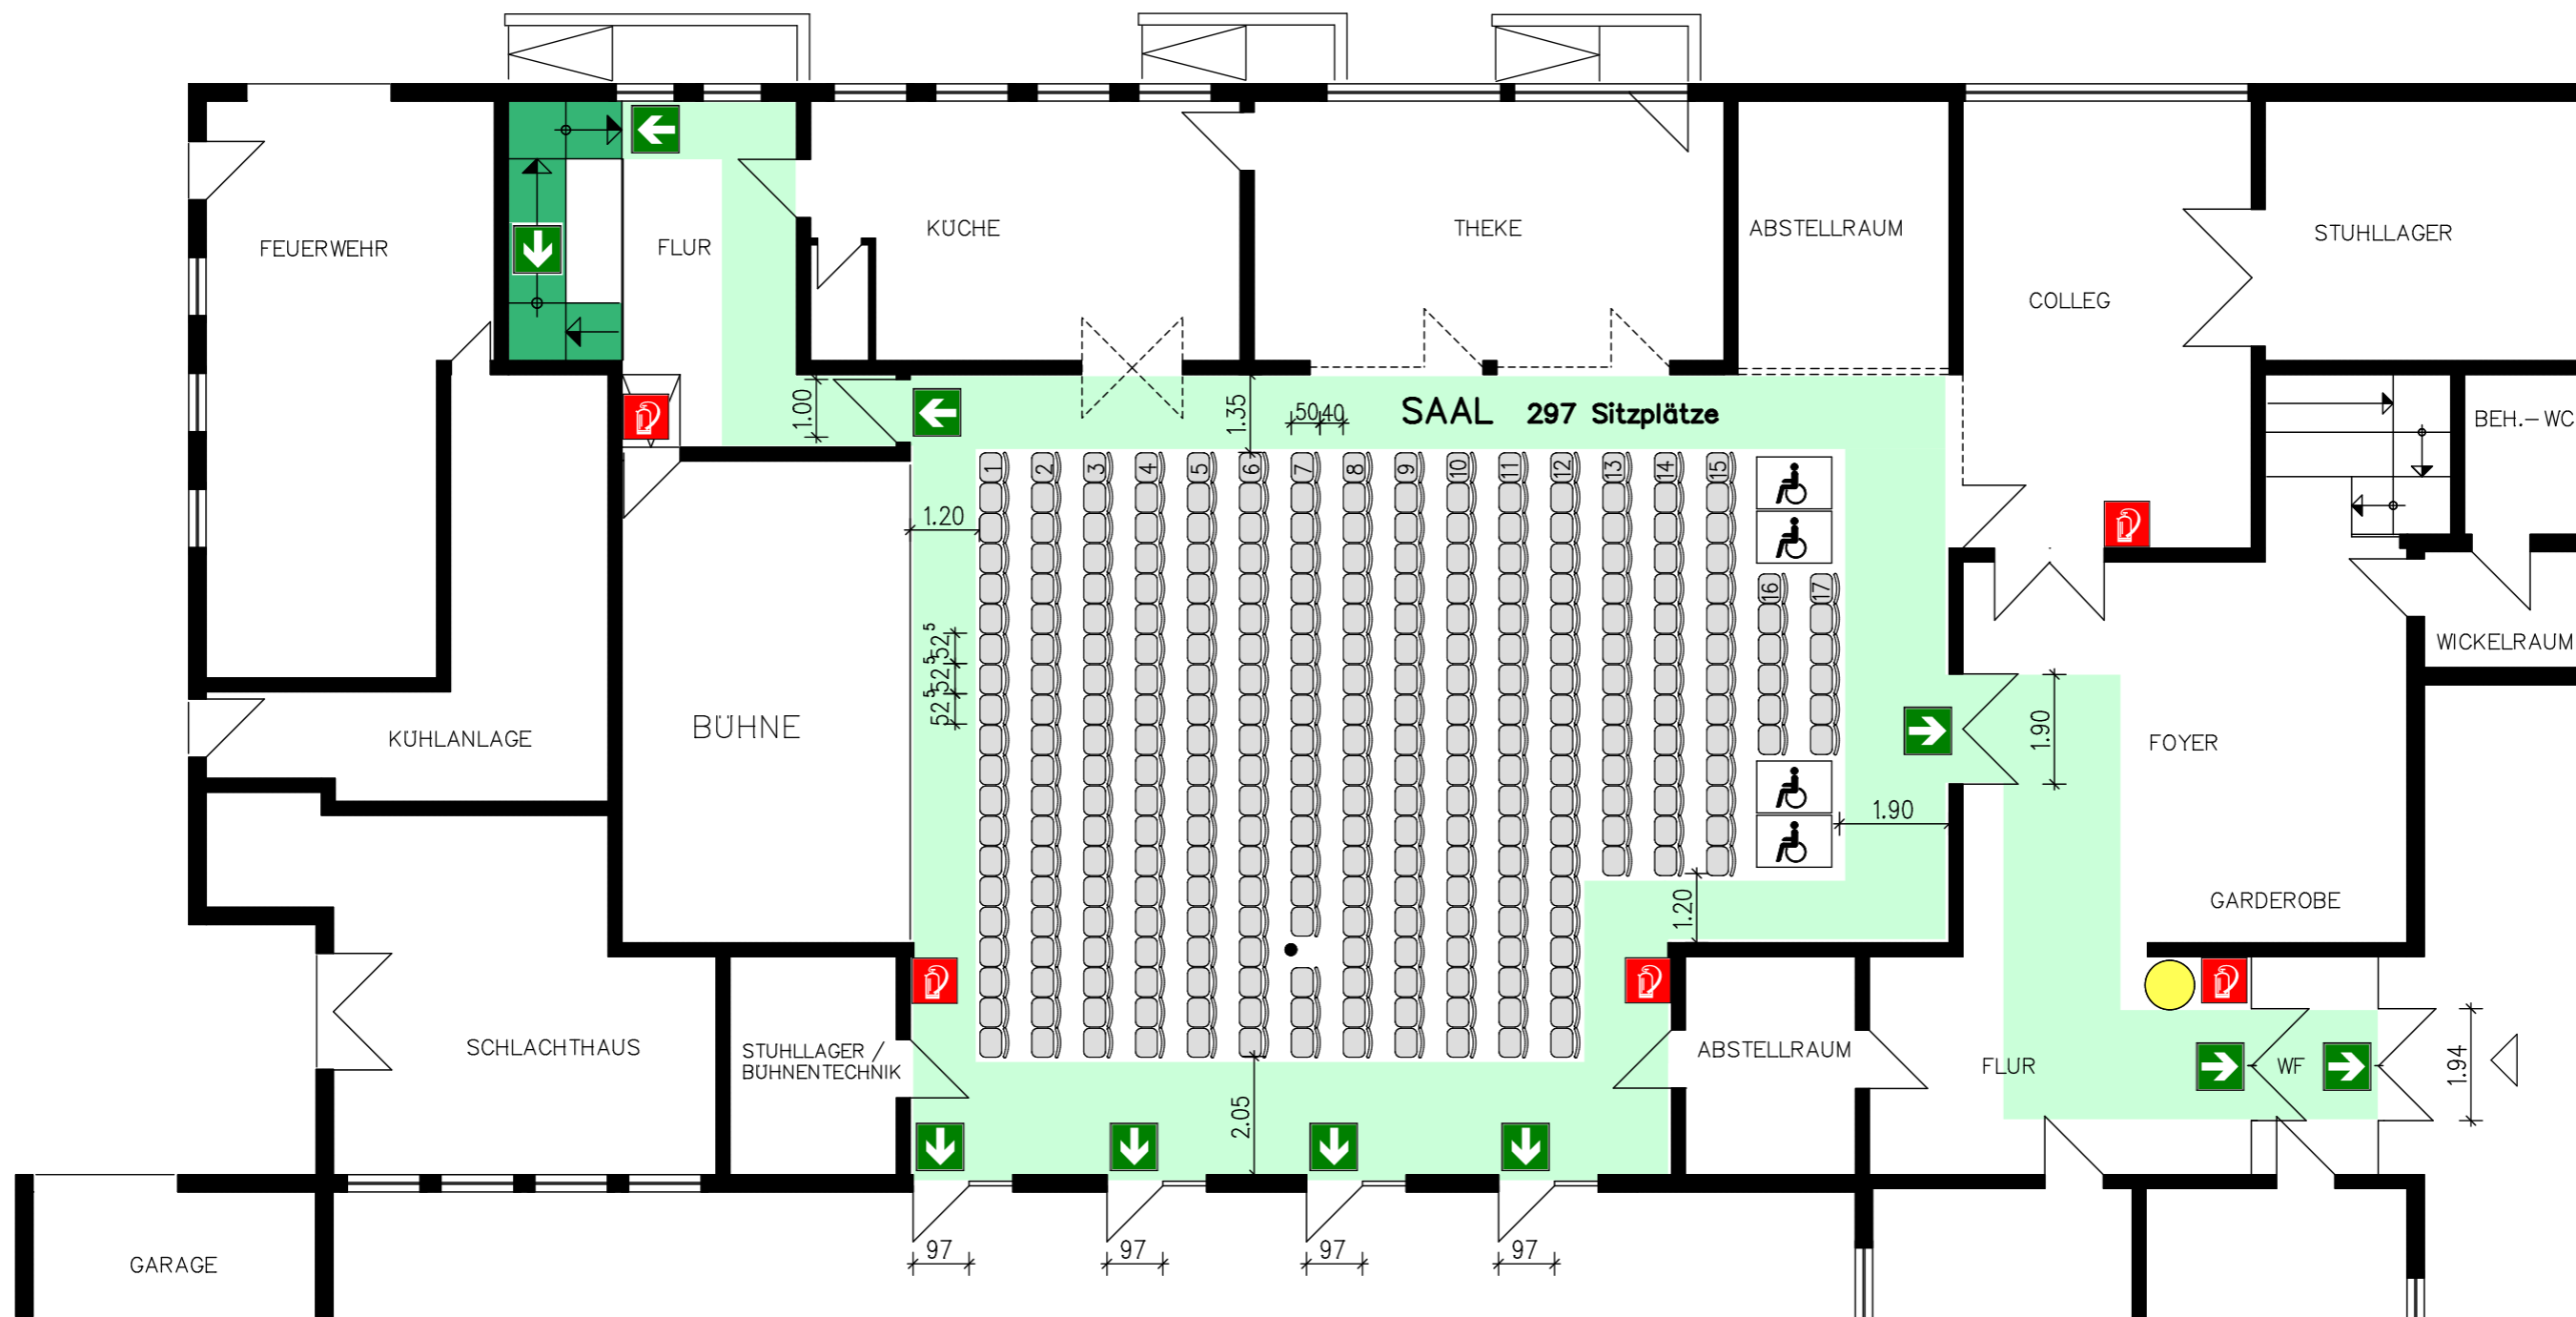 FEUERWEHR
FLUR
KÜCHE
THEKE
ABSTELLRAUM
STUHLLAGER
COLLEG
1.00
1.35
50
40
SAAL 297 Sitzplätze
BEH.-WC
1
2
3
4
5
6
7
8
9
10
11
12
13
14
15
16
17
1.20
52⁵
52⁵
52⁵
WICKELRAUM
BÜHNE
KÜHLANLAGE
1.90
FOYER
1.90
1.20
GARDEROBE
SCHLACHTHAUS
STUHLLAGER /
BÜHNENTECHNIK
ABSTELLRAUM
FLUR
WF
1.94
2.05
97
97
97
97
GARAGE